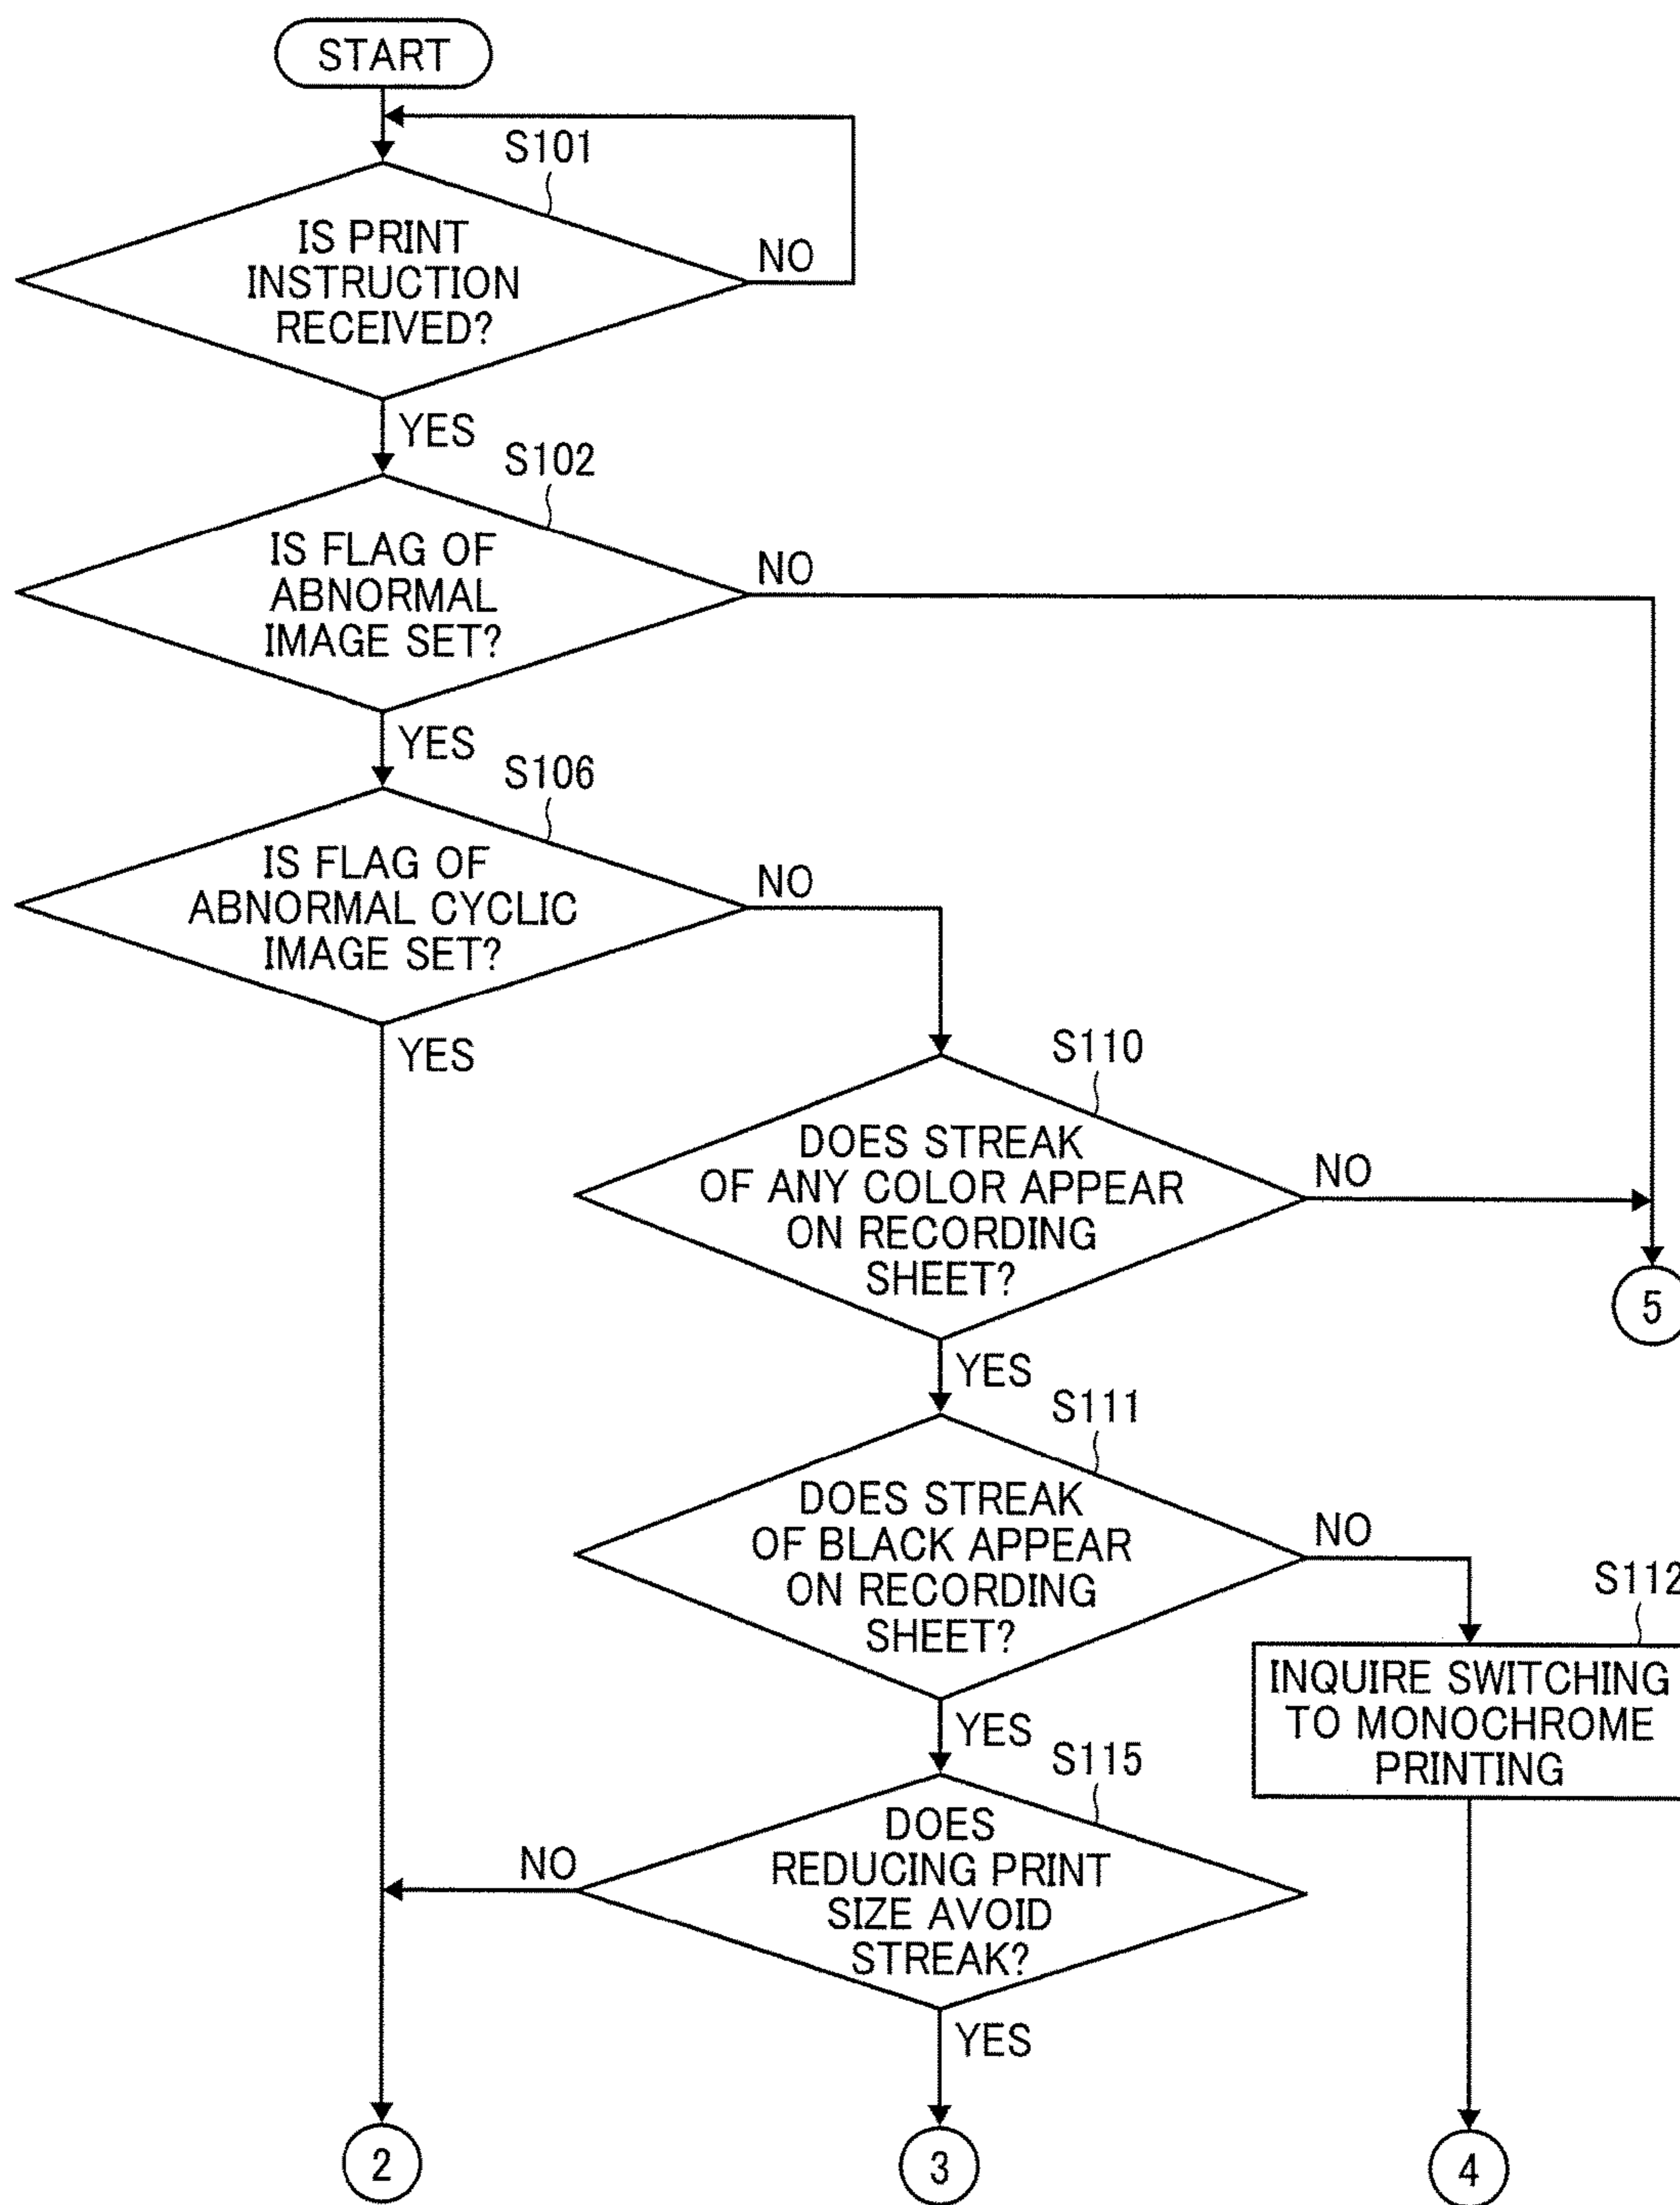 START
S101
IS PRINT
INSTRUCTION
RECEIVED?
NO
YES
S102
IS FLAG OF
ABNORMAL
IMAGE SET?
NO
YES
S106
IS FLAG OF
ABNORMAL CYCLIC
IMAGE SET?
NO
YES
S110
DOES STREAK
OF ANY COLOR APPEAR
ON RECORDING
SHEET?
NO
5
YES
S111
DOES STREAK
OF BLACK APPEAR
ON RECORDING
SHEET?
NO
S112
INQUIRE SWITCHING
TO MONOCHROME
PRINTING
YES
S115
DOES
REDUCING PRINT
SIZE AVOID
STREAK?
NO
YES
2
3
4